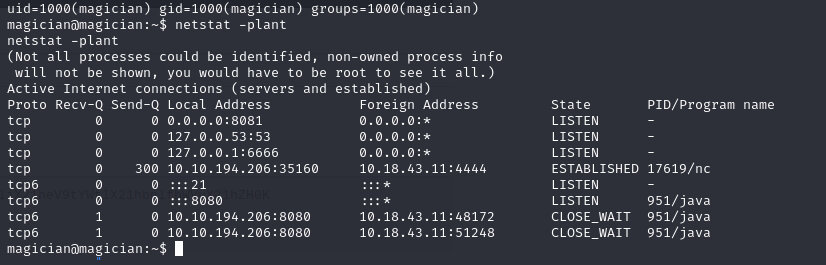 uid=1000(magician) gid=1000(magician) groups=1000(magician)
magician@magician:~$ netstat -plant
netstat -plant
(Not all processes could be identified, non-owned process info
 will not be shown, you would have to be root to see it all.)
Active Internet connections (servers and established)
Proto Recv-Q Send-Q Local Address           Foreign Address         State       PID/Program name
tcp        0      0 0.0.0.0:8081            0.0.0.0:*               LISTEN      -
tcp        0      0 127.0.0.53:53           0.0.0.0:*               LISTEN      -
tcp        0      0 127.0.0.1:6666          0.0.0.0:*               LISTEN      -
tcp        0    300 10.10.194.206:35160     10.18.43.11:4444        ESTABLISHED 17619/nc
tcp6       0      0 :::21                   :::*                    LISTEN      -
tcp6       0      0 :::8080                 :::*                    LISTEN      951/java
tcp6       1      0 10.10.194.206:8080      10.18.43.11:48172       CLOSE_WAIT  951/java
tcp6       1      0 10.10.194.206:8080      10.18.43.11:51248       CLOSE_WAIT  951/java
magician@magician:~$